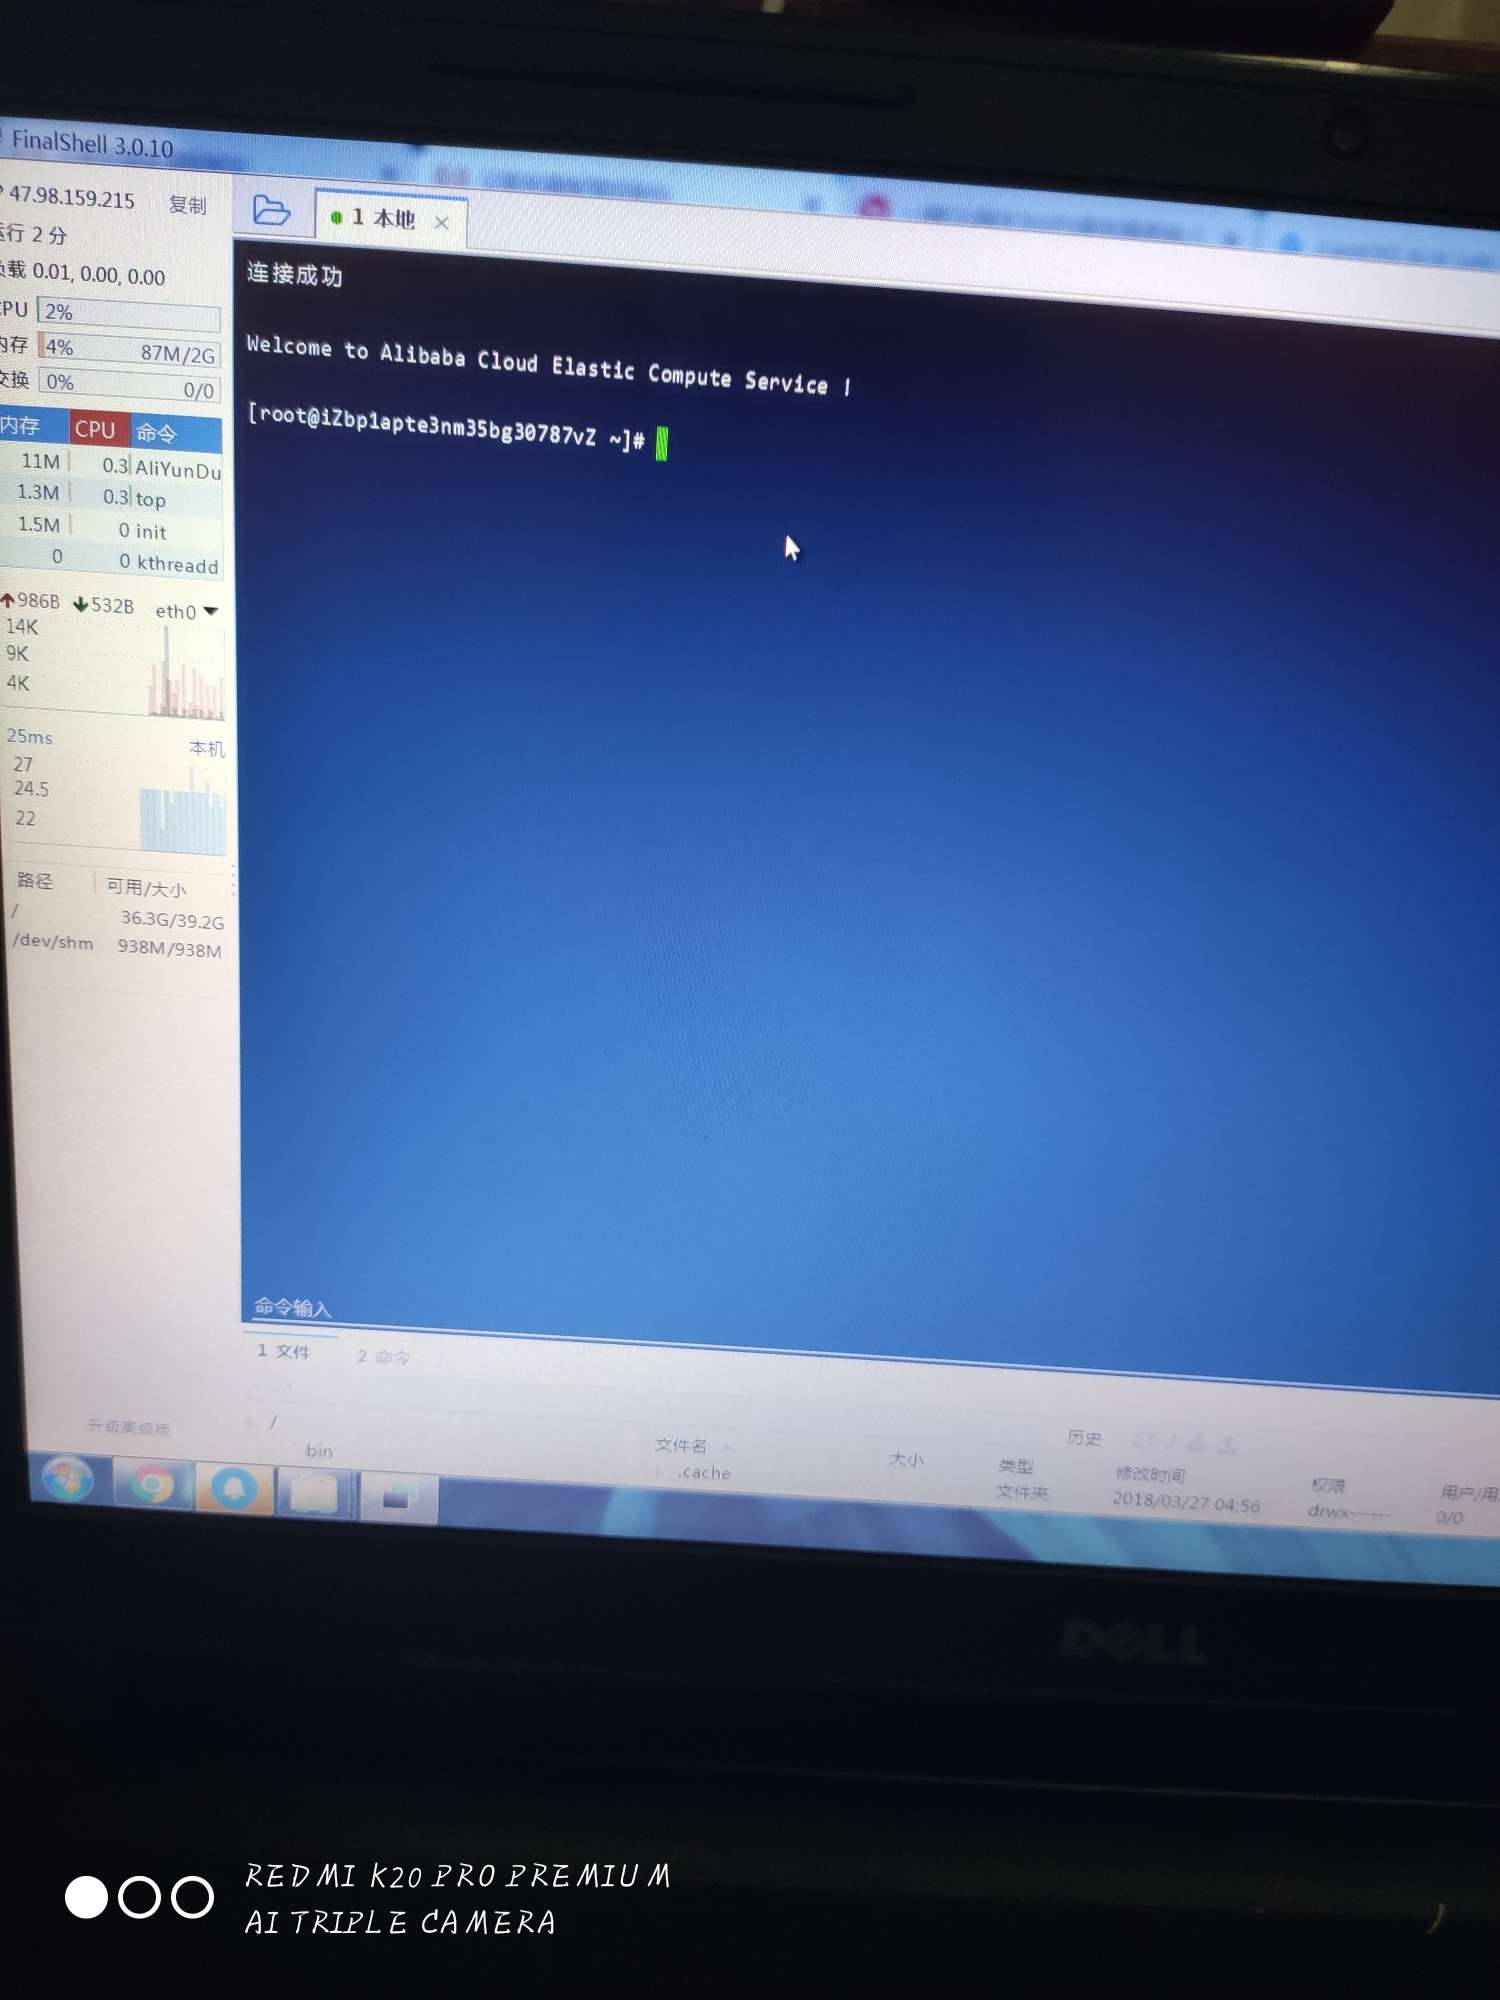 FinalShell 3.0.10
47.98.159.215 复制
运行 2 分
负载 0.01, 0.00, 0.00
CPU 2%
内存 4% 87M/2G
交换 0% 0/0
内存 CPU 命令
11M 0.3 AliYunDu
1.3M 0.3 top
1.5M 0 init
0 0 kthreadd
986B 532B eth0
14K
9K
4K
25ms 本机
27
24.5
22
路径 可用/大小
/ 36.3G/39.2G
/dev/shm 938M/938M
升级高级版
1 本地
连接成功
Welcome to Alibaba Cloud Elastic Compute Service !
[root@iZbp1apte3nm35bg30787vZ ~]#
命令输入
1 文件 2 命令
/ 历史
bin
文件名 大小 类型 修改时间 权限 用户/用
.cache 文件夹 2018/03/27 04:56 drwx------ 0/0
DELL
REDMI K20 PRO PREMIUM
AI TRIPLE CAMERA